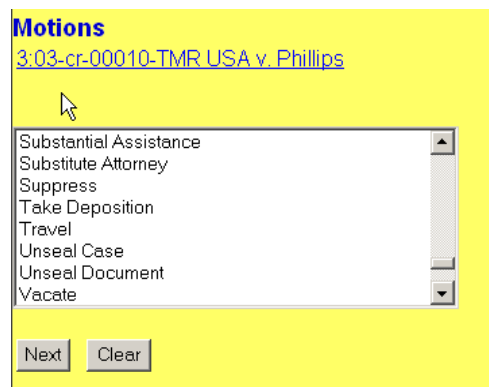 Motions
3:03-cr-00010-TMR USA v. Phillips
Substantial Assistance
Substitute Attorney
Suppress
Take Deposition
Travel
Unseal Case
Unseal Document
Vacate
Next Clear